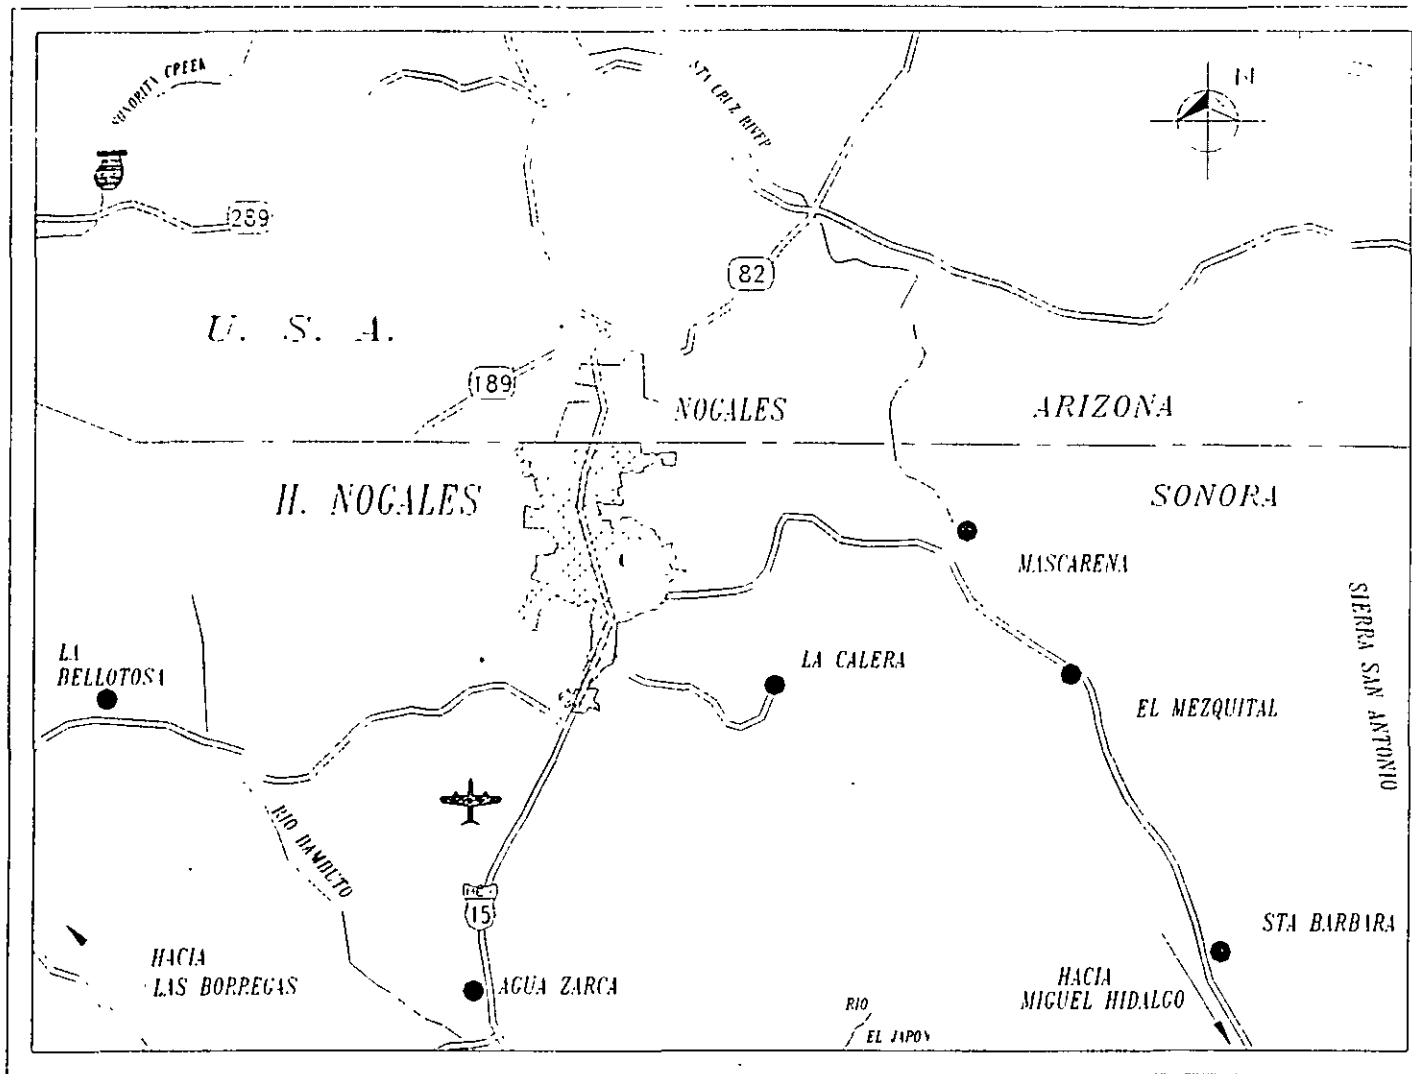 SONORITA CREEK
STA CRUZ RIVER
N
289
82
U. S. A.
189
NOGALES
ARIZONA
H. NOGALES
SONORA
MASCARENA
SIERRA SAN ANTONIO
LA
BELLOTOSA
LA CALERA
EL MEZQUITAL
RIO BAMBUTO
15
STA BARBARA
HACIA
LAS BORREGAS
AGUA ZARCA
HACIA
MIGUEL HIDALGO
RIO
EL JAPON